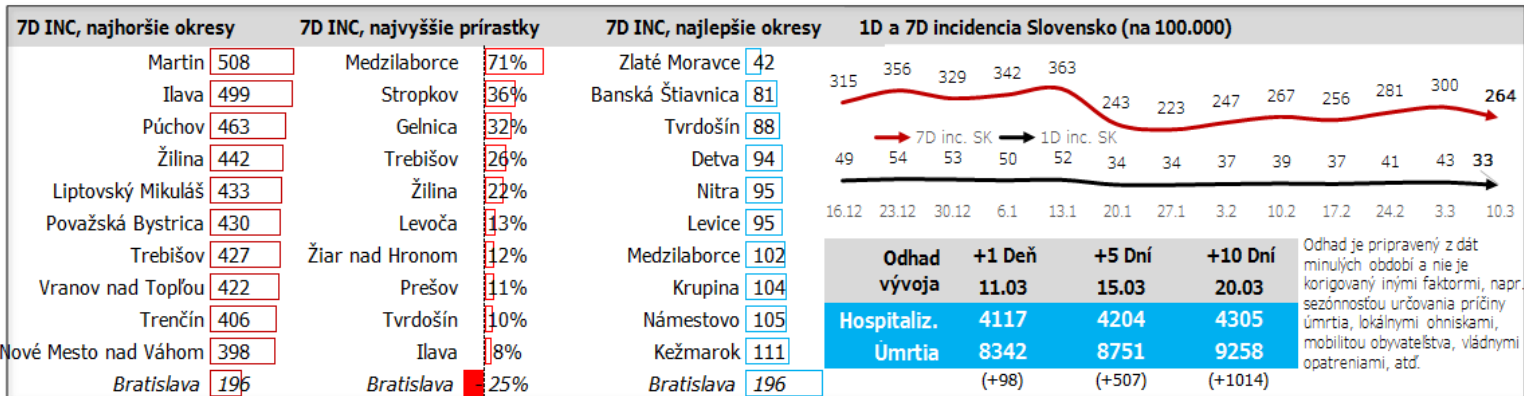 7D INC, najhoršie okresy
Martin 508
Ilava 499
Púchov 463
Žilina 442
Liptovský Mikuláš 433
Považská Bystrica 430
Trebišov 427
Vranov nad Topľou 422
Trenčín 406
Nové Mesto nad Váhom 398
Bratislava 196
7D INC, najvyššie prírastky
Medzilaborce 71%
Stropkov 36%
Gelnica 32%
Trebišov 26%
Žilina 22%
Levoča 13%
Žiar nad Hronom 12%
Prešov 11%
Tvrdošín 10%
Ilava 8%
Bratislava -25%
7D INC, najlepšie okresy
Zlaté Moravce 42
Banská Štiavnica 81
Tvrdošín 88
Detva 94
Nitra 95
Levice 95
Medzilaborce 102
Krupina 104
Námestovo 105
Kežmarok 111
Bratislava 196
1D a 7D incidencia Slovensko (na 100.000)
315 356 329 342 363 243 223 247 267 256 281 300 264
7D inc. SK 1D inc. SK
49 54 53 50 52 34 34 37 39 37 41 43 33
16.12 23.12 30.12 6.1 13.1 20.1 27.1 3.2 10.2 17.2 24.2 3.3 10.3
Odhad +1 Deň +5 Dní +10 Dní
vývoja 11.03 15.03 20.03
Hospitaliz. 4117 4204 4305
Úmrtia 8342 8751 9258
(+98) (+507) (+1014)
Odhad je pripravený z dát
minulých období a nie je
korigovaný inými faktormi, napr.
sezónnosťou určovania príčiny
úmrtia, lokálnymi ohniskami,
mobilitou obyvateľstva, vládnymi
opatreniami, atď.